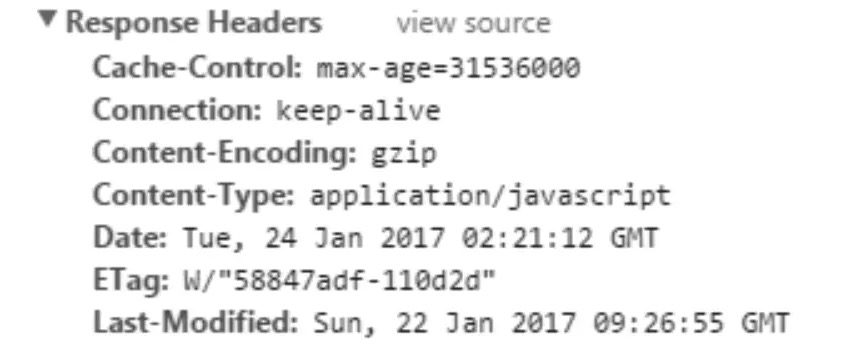 ▼ Response Headers view source
Cache-Control: max-age=31536000
Connection: keep-alive
Content-Encoding: gzip
Content-Type: application/javascript
Date: Tue, 24 Jan 2017 02:21:12 GMT
ETag: W/"58847adf-110d2d"
Last-Modified: Sun, 22 Jan 2017 09:26:55 GMT